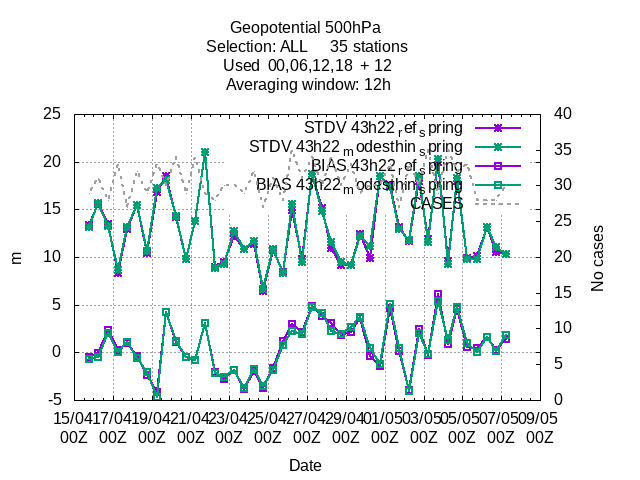 Geopotential 500hPa
Selection: ALL 35 stations
Used 00,06,12,18 + 12
Averaging window: 12h
25
20
15
10
5
0
-5
m
40
35
30
25
20
15
10
5
0
No cases
STDV 43h22_ref_spring
STDV 43h22_modesthin_spring
BIAS 43h22_ref_spring
BIAS 43h22_modesthin_spring
CASES
15/04 17/04 19/04 21/04 23/04 25/04 27/04 29/04 01/05 03/05 05/05 07/05 09/05
00Z 00Z 00Z 00Z 00Z 00Z 00Z 00Z 00Z 00Z 00Z 00Z 00Z
Date